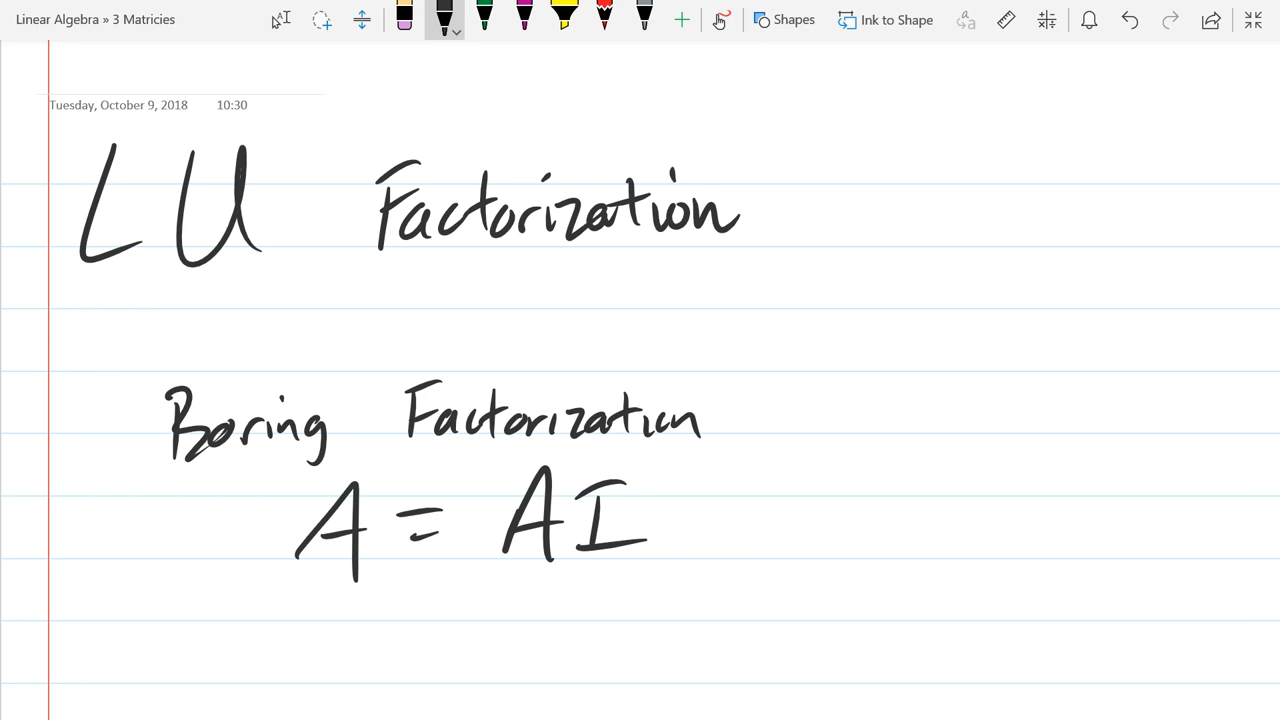 Linear Algebra » 3 Matricies
Shapes
Ink to Shape
Tuesday, October 9, 2018 10:30
LU Factorization
Boring Factorization
A = AI